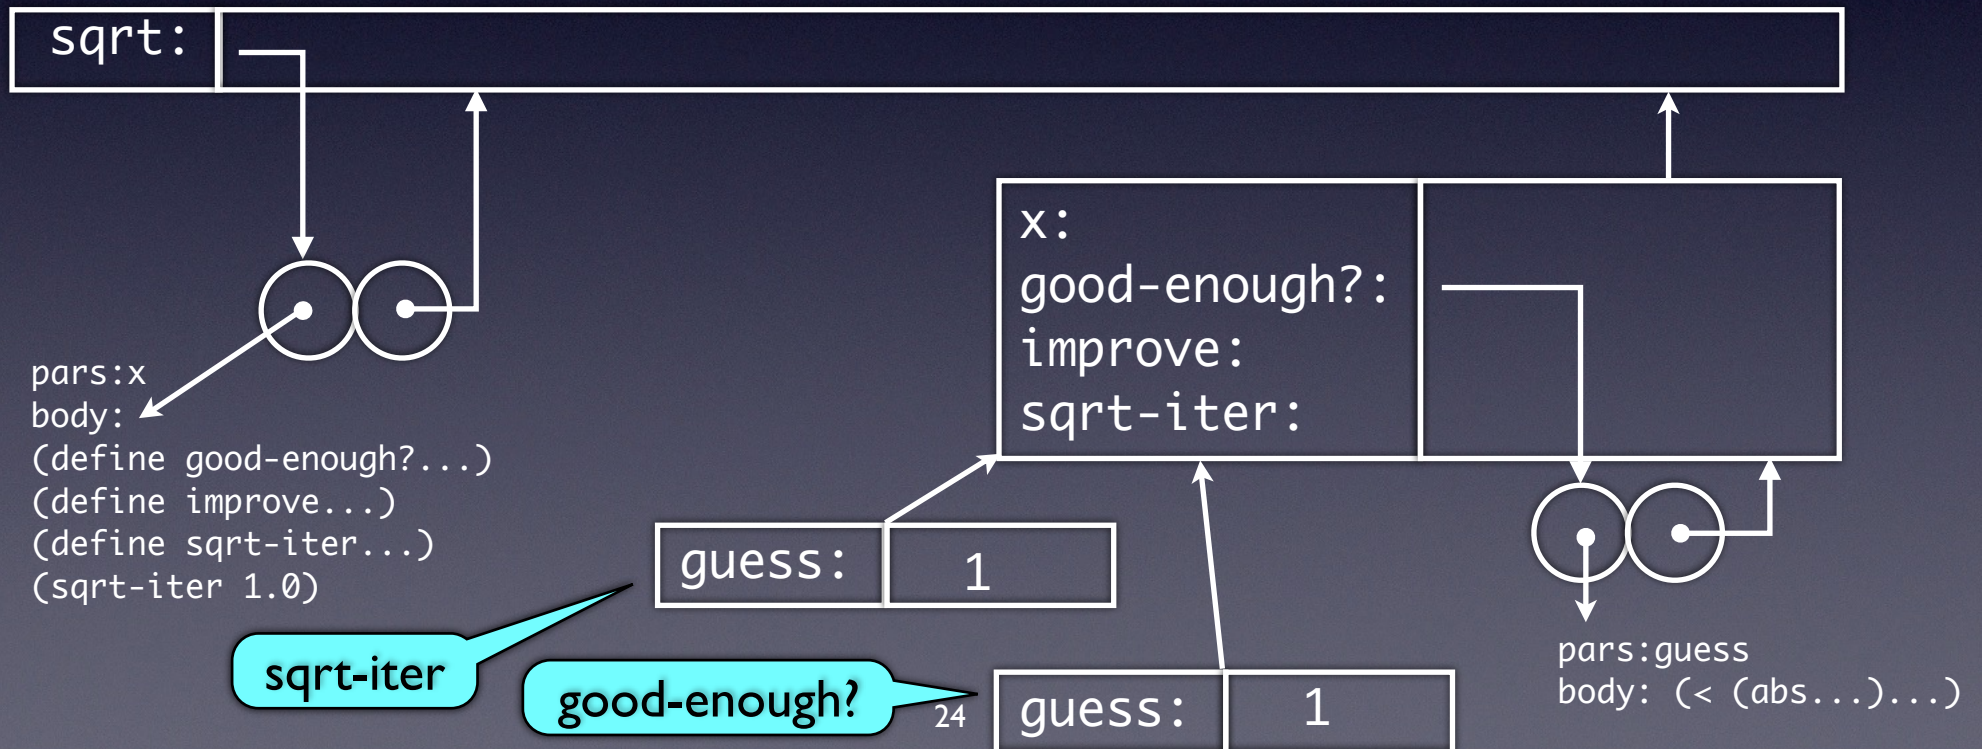 sqrt:
x:
good-enough?:
improve:
sqrt-iter:
pars:x
body:
(define good-enough?...)
(define improve...)
(define sqrt-iter...)
(sqrt-iter 1.0)
guess: 1
sqrt-iter
good-enough?
24
guess: 1
pars:guess
body: (< (abs...)...)